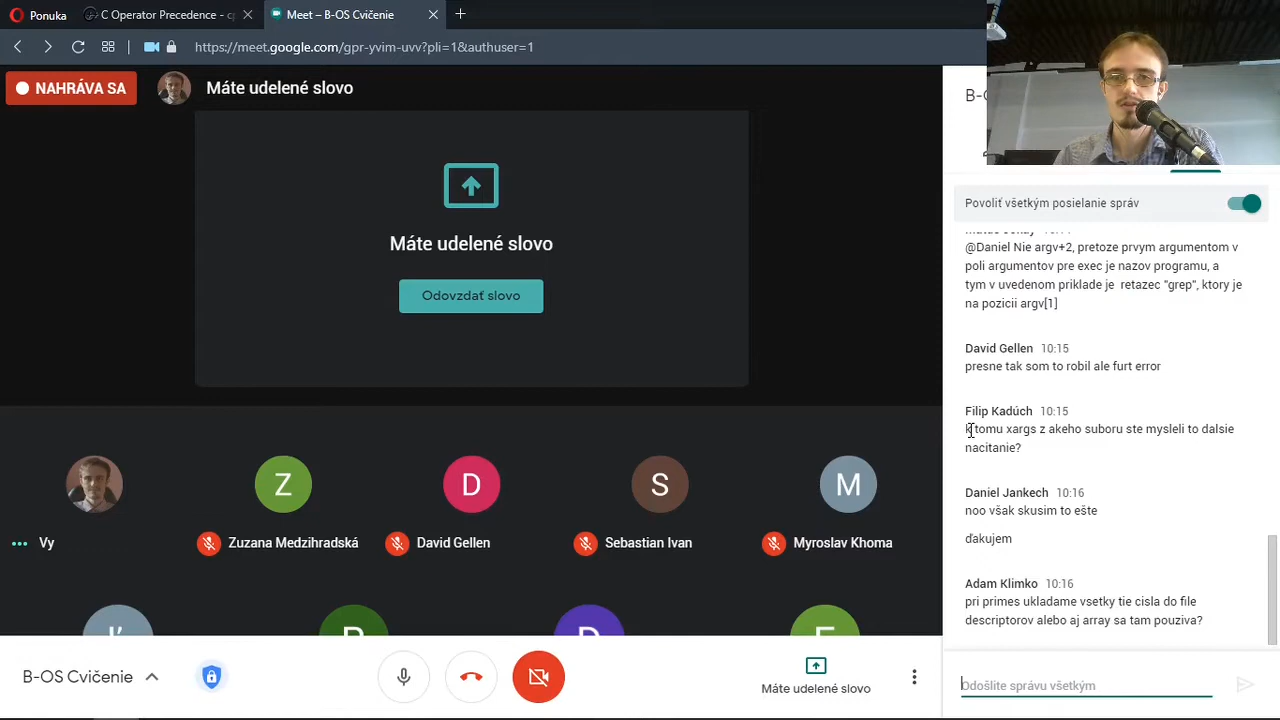 Ponuka
C Operator Precedence - cp
Meet – B-OS Cvičenie
https://meet.google.com/gpr-yvim-uvv?pli=1&authuser=1
NAHRÁVA SA
Máte udelené slovo
Máte udelené slovo
Odovzdať slovo
Vy
Zuzana Medzihradská
David Gellen
Sebastian Ivan
Myroslav Khoma
Z
D
S
M
B-OS Cvičenie
Máte udelené slovo
Povoliť všetkým posielanie správ
@Daniel Nie argv+2, pretoze prvym argumentom v
poli argumentov pre exec je nazov programu, a
tym v uvedenom priklade je retazec "grep", ktory je
na pozicii argv[1]
David Gellen 10:15
presne tak som to robil ale furt error
Filip Kadúch 10:15
k tomu xargs z akeho suboru ste mysleli to dalsie
nacitanie?
Daniel Jankech 10:16
noo však skusim to ešte
ďakujem
Adam Klimko 10:16
pri primes ukladame vsetky tie cisla do file
descriptorov alebo aj array sa tam pouziva?
Odošlite správu všetkým